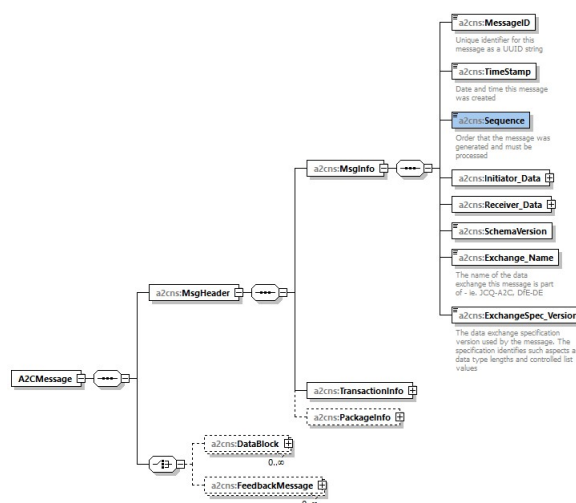 a2cns:MessageID
Unique identifier for this
message as a UUID string
a2cns:TimeStamp
Date and time this message
was created
a2cns:Sequence
Order that the message was
generated and must be
processed
a2cns:MsgInfo
a2cns:Initiator_Data
a2cns:Receiver_Data
a2cns:SchemaVersion
a2cns:Exchange_Name
The name of the data
exchange this message is part
of - ie. JCQ-A2C, DfE-DE
a2cns:MsgHeader
a2cns:ExchangeSpec_Version
The data exchange specification
version used by the message. The
specification identifies such aspects a
data type lengths and controlled list
values
A2CMessage
a2cns:TransactionInfo
a2cns:PackageInfo
a2cns:DataBlock
0..∞
a2cns:FeedbackMessage
0..∞